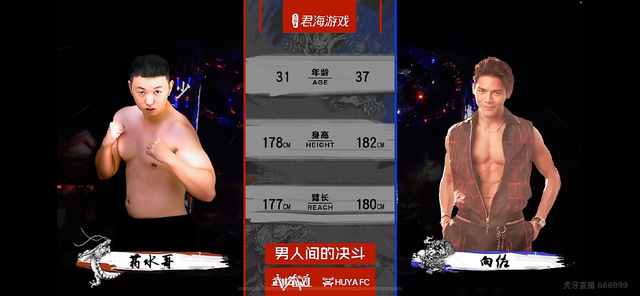 君海游戏
31 年龄 37
AGE
178CM 身高 182CM
HEIGHT
177CM 臂长 180CM
REACH
男人间的决斗
HUYA FC
药水哥
向佐
虎牙直播 666999